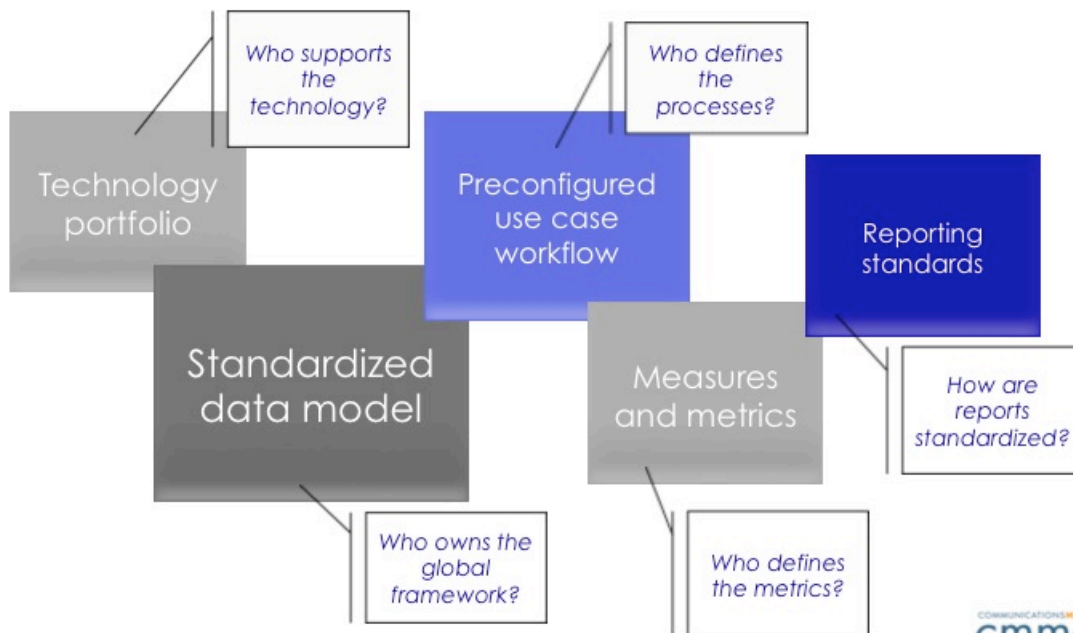 Who supports
the
technology?
Who defines
the
processes?
Technology
portfolio
Preconfigured
use case
workflow
Reporting
standards
Standardized
data model
Measures
and metrics
How are
reports
standardized?
Who owns the
global
framework?
Who defines
the metrics?